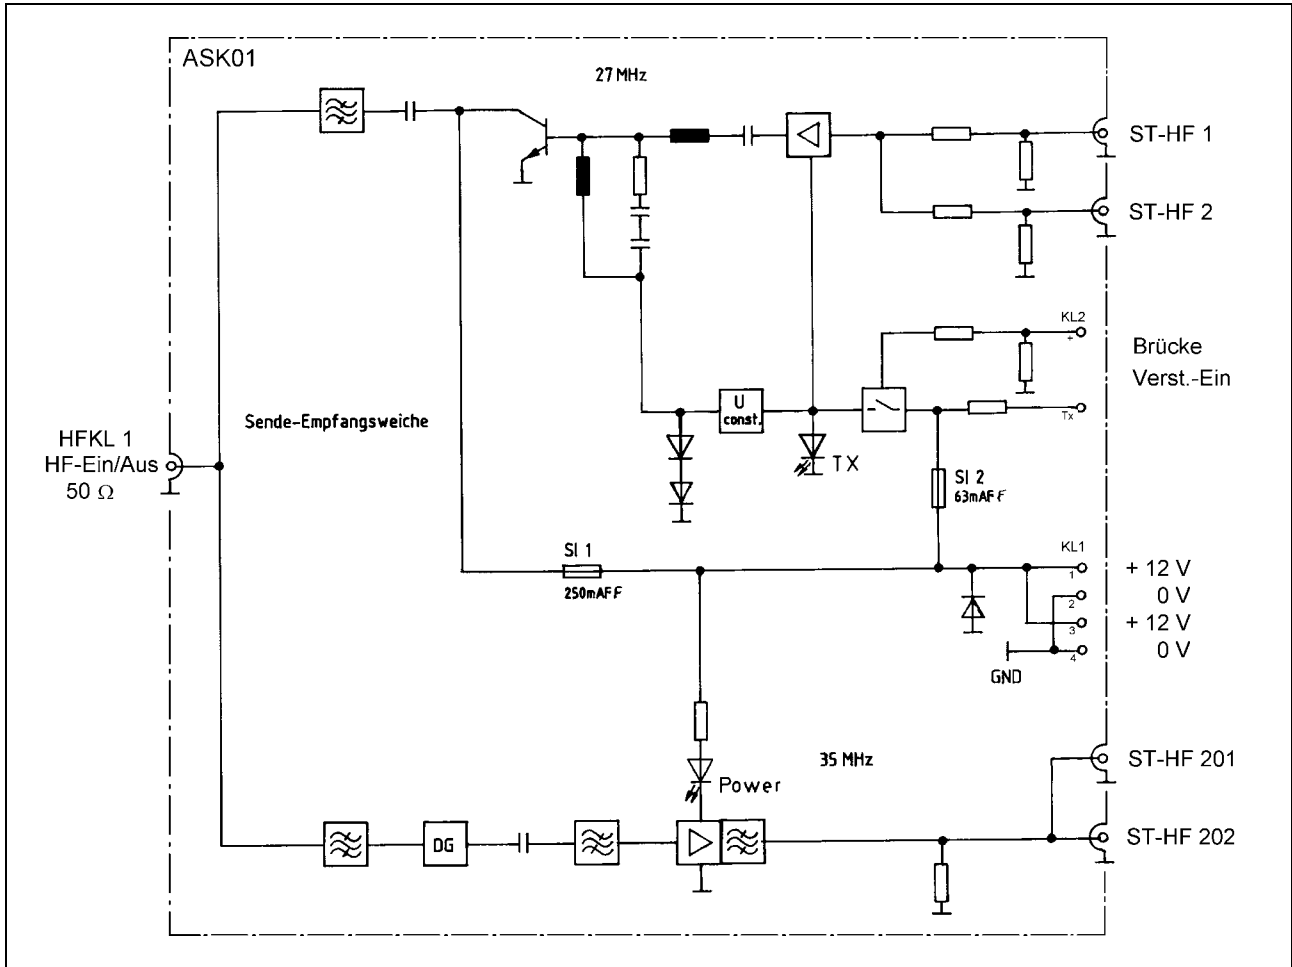 ASK01
27 MHz
ST-HF 1
ST-HF 2
KL2
+
Brücke
Verst.-Ein
Tx
U
const.
TX
Sende-Empfangsweiche
HFKL 1
HF-Ein/Aus
50 Ω
SI 2
63mAFF
SI 1
250mAFF
KL1
1
+ 12 V
2
0 V
3
+ 12 V
4
0 V
GND
35 MHz
Power
ST-HF 201
DG
ST-HF 202